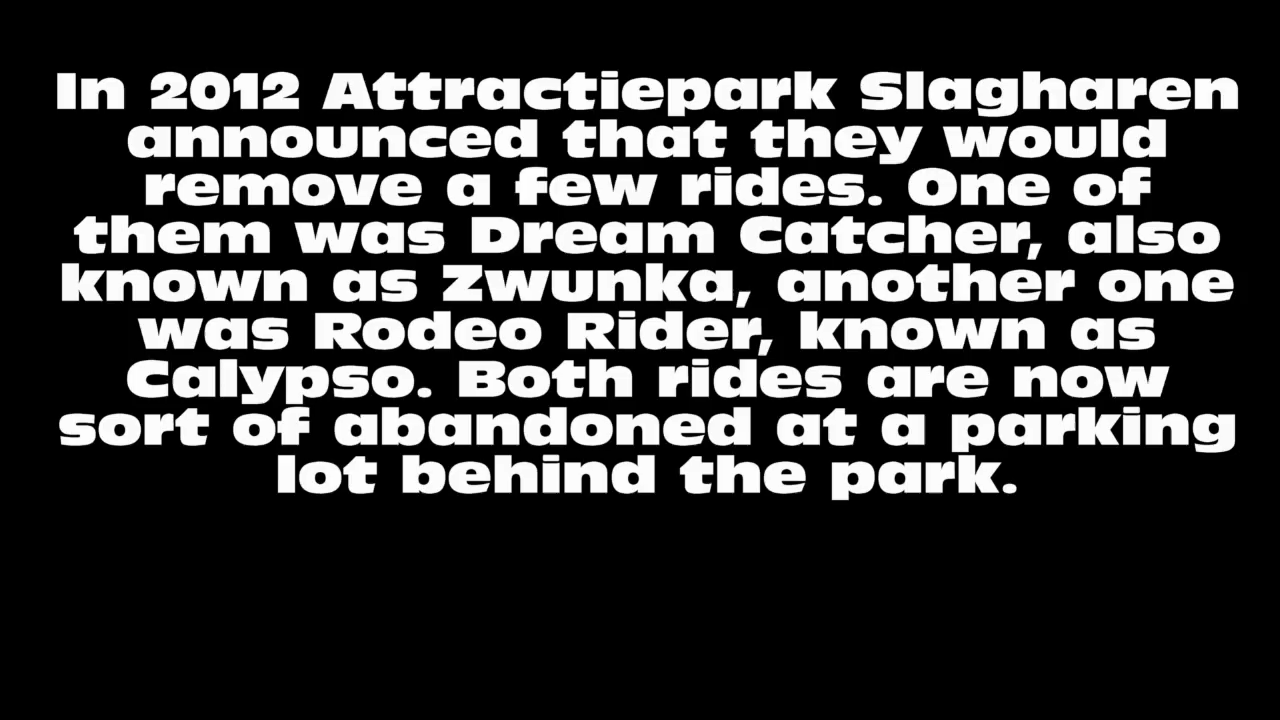 In 2012 Attractiepark Slagharen
announced that they would
remove a few rides. One of
them was Dream Catcher, also
known as Zwunka, another one
was Rodeo Rider, known as
Calypso. Both rides are now
sort of abandoned at a parking
lot behind the park.